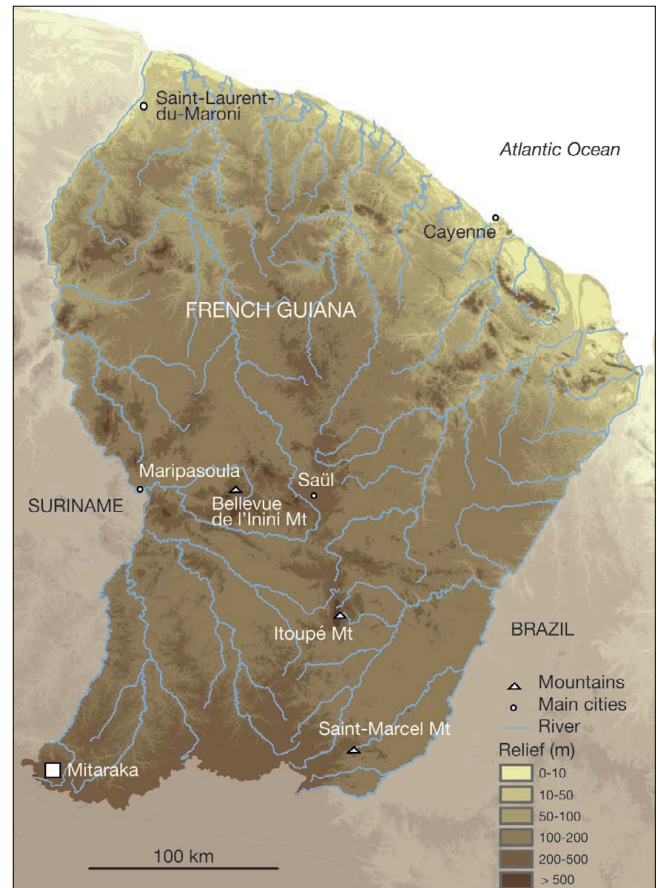 Saint-Laurent-
du-Maroni
Atlantic Ocean
Cayenne
FRENCH GUIANA
Maripasoula
Saül
SURINAME
Bellevue
de l'Inini Mt
Itoupé Mt
BRAZIL
Mountains
Main cities
River
Saint-Marcel Mt
Relief (m)
Mitaraka
0-10
10-50
50-100
100-200
200-500
> 500
100 km